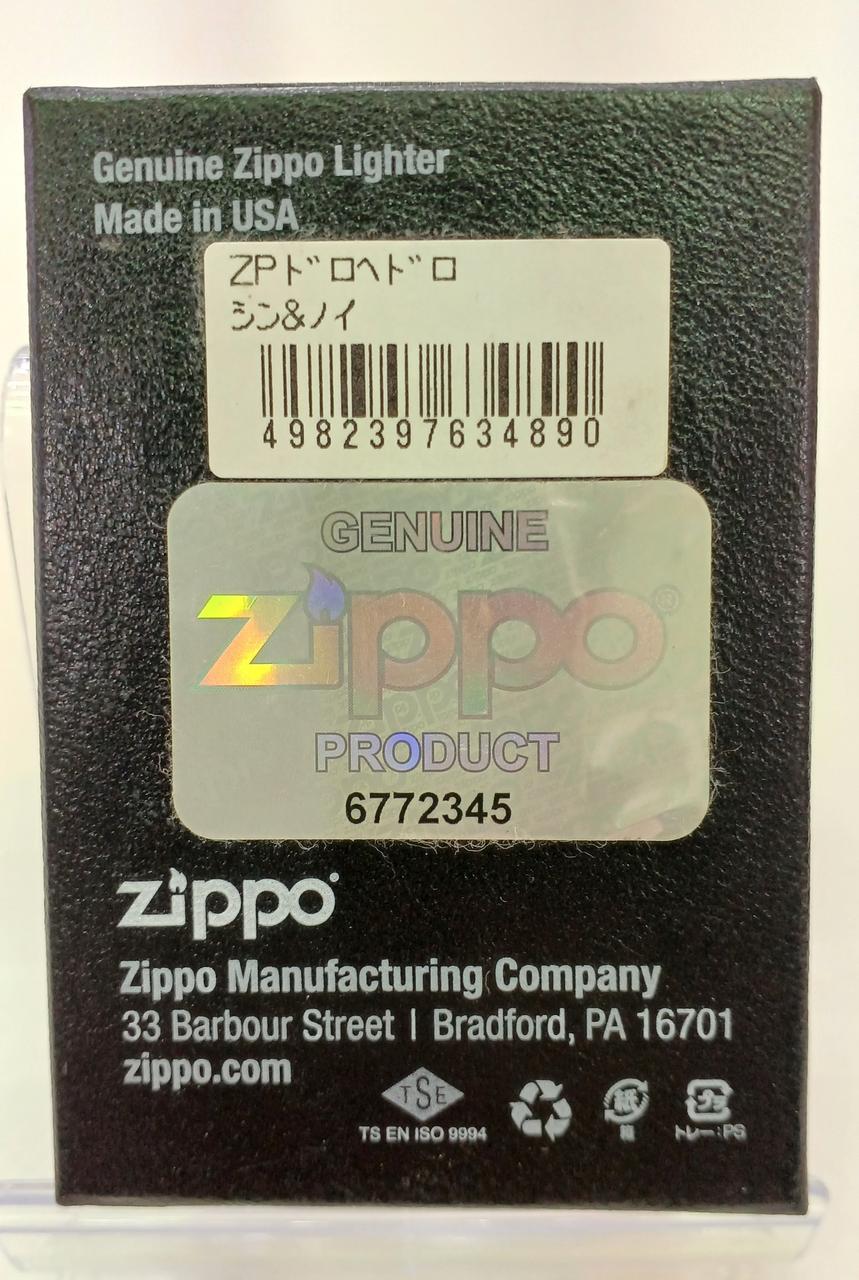 Genuine Zippo Lighter
Made in USA
ZPドロヘドロ
シン&ノイ
4982397634890
GENUINE
zippo®
PRODUCT
6772345
zippo
Zippo Manufacturing Company
33 Barbour Street | Bradford, PA 16701
zippo.com
TSE
TS EN ISO 9994
紙
箱
プラ
トレー:PS